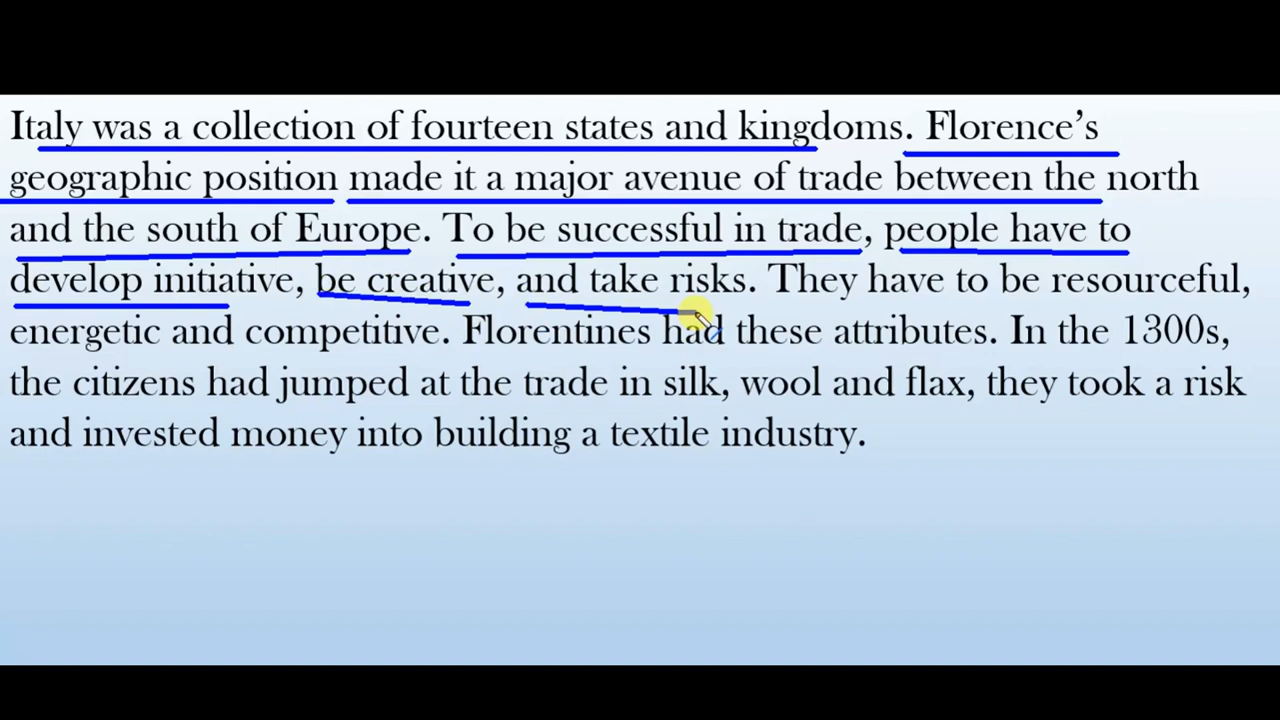 Italy was a collection of fourteen states and kingdoms. Florence’s
geographic position made it a major avenue of trade between the north
and the south of Europe. To be successful in trade, people have to
develop initiative, be creative, and take risks. They have to be resourceful,
energetic and competitive. Florentines had these attributes. In the 1300s,
the citizens had jumped at the trade in silk, wool and flax, they took a risk
and invested money into building a textile industry.